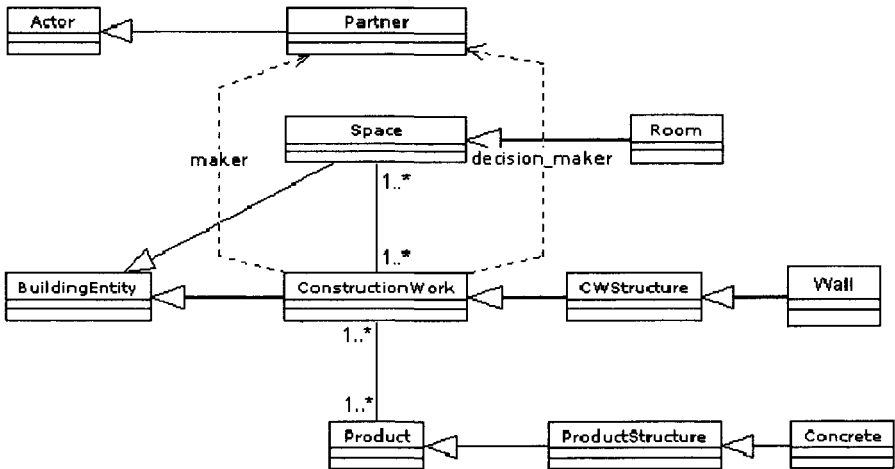 Actor
Partner
Space
Room
maker
decision_maker
1..*
1..*
BuildingEntity
ConstructionWork
CWStructure
Wall
1..*
1..*
Product
ProductStructure
Concrete